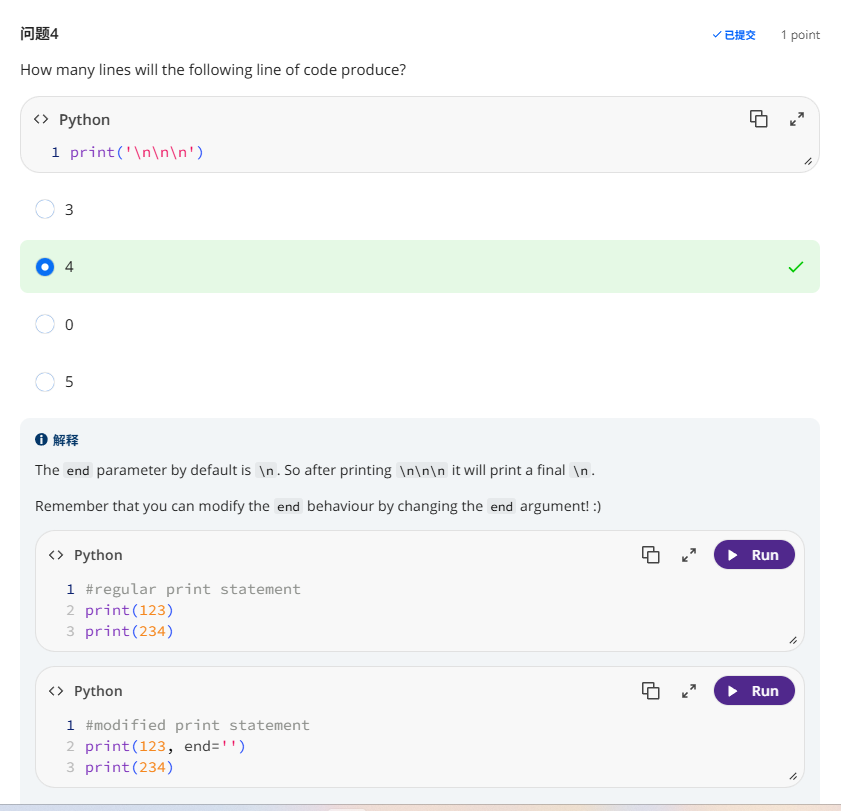 问题4
已提交 1 point
How many lines will the following line of code produce?
<> Python
1 print('\n\n\n')
3
4
0
5
解释
The end parameter by default is \n. So after printing \n\n\n it will print a final \n.
Remember that you can modify the end behaviour by changing the end argument! :)
<> Python Run
1 #regular print statement
2 print(123)
3 print(234)
<> Python Run
1 #modified print statement
2 print(123, end='')
3 print(234)